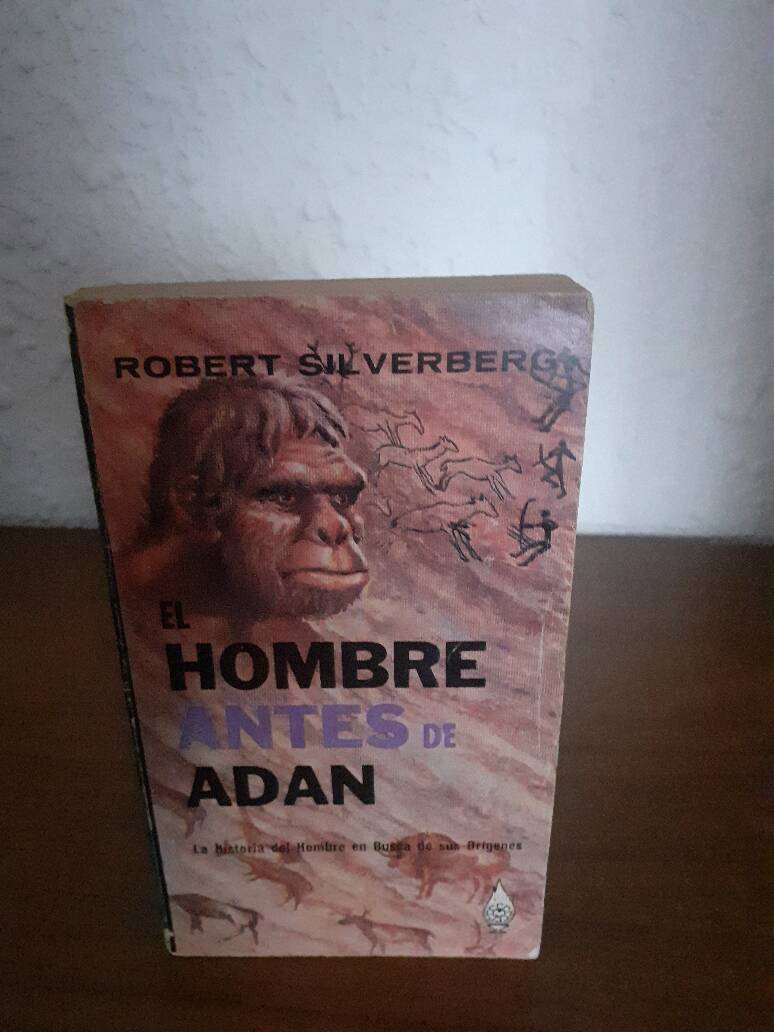 ROBERT SILVERBERG
EL
HOMBRE
ANTES DE
ADAN
La historia del Hombre en Busca de sus Orígenes